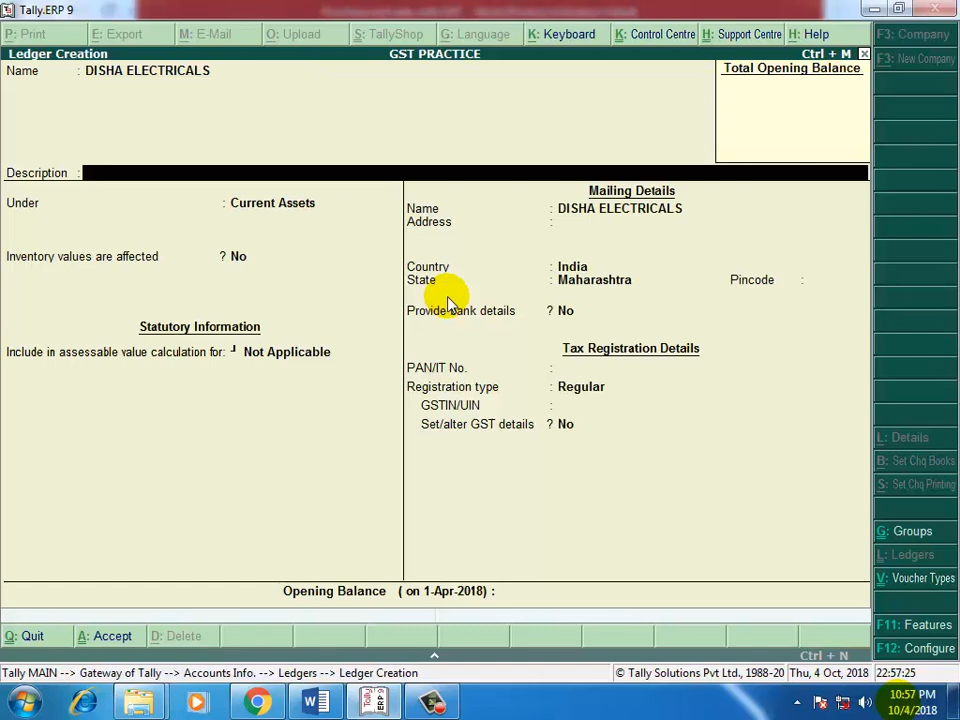 Tally.ERP 9
P: Print E: Export M: E-Mail O: Upload S: TallyShop G: Language K: Keyboard K: Control Centre H: Support Centre H: Help F3: Company
Ledger Creation GST PRACTICE Ctrl + M
F3: New Company
Name : DISHA ELECTRICALS
Total Opening Balance
Description :
Under : Current Assets
Mailing Details
Name : DISHA ELECTRICALS
Address :
Inventory values are affected ? No
Country : India
State : Maharashtra Pincode :
Provide bank details ? No
Statutory Information
Include in assessable value calculation for: ┘ Not Applicable
Tax Registration Details
PAN/IT No. :
Registration type : Regular
GSTIN/UIN :
Set/alter GST details ? No
L: Details
B: Set Chq Books
S: Set Chq Printing
G: Groups
L: Ledgers
V: Voucher Types
Opening Balance ( on 1-Apr-2018) :
F11: Features
Q: Quit A: Accept D: Delete
F12: Configure
Ctrl + N
Tally MAIN --> Gateway of Tally --> Accounts Info. --> Ledgers --> Ledger Creation © Tally Solutions Pvt Ltd., 1988-20 Thu, 4 Oct, 2018 22:57:25
W Tally ERP 9
10:57 PM
10/4/2018